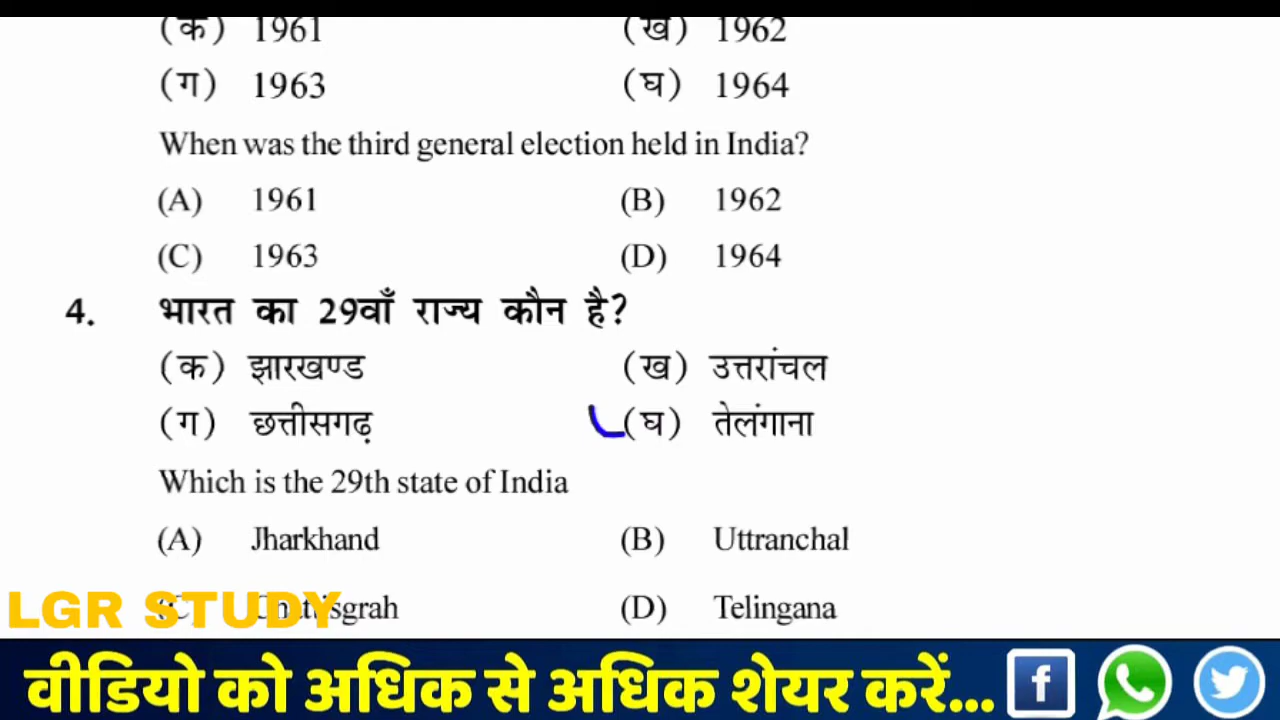 (क) 1961 (ख) 1962
(ग) 1963 (घ) 1964
When was the third general election held in India?
(A) 1961 (B) 1962
(C) 1963 (D) 1964
4. भारत का 29वाँ राज्य कौन है?
(क) झारखण्ड (ख) उत्तरांचल
(ग) छत्तीसगढ़ (घ) तेलंगाना
Which is the 29th state of India
(A) Jharkhand (B) Uttranchal
(C) (D) Telingana
LGR STUDY
वीडियो को अधिक से अधिक शेयर करें...